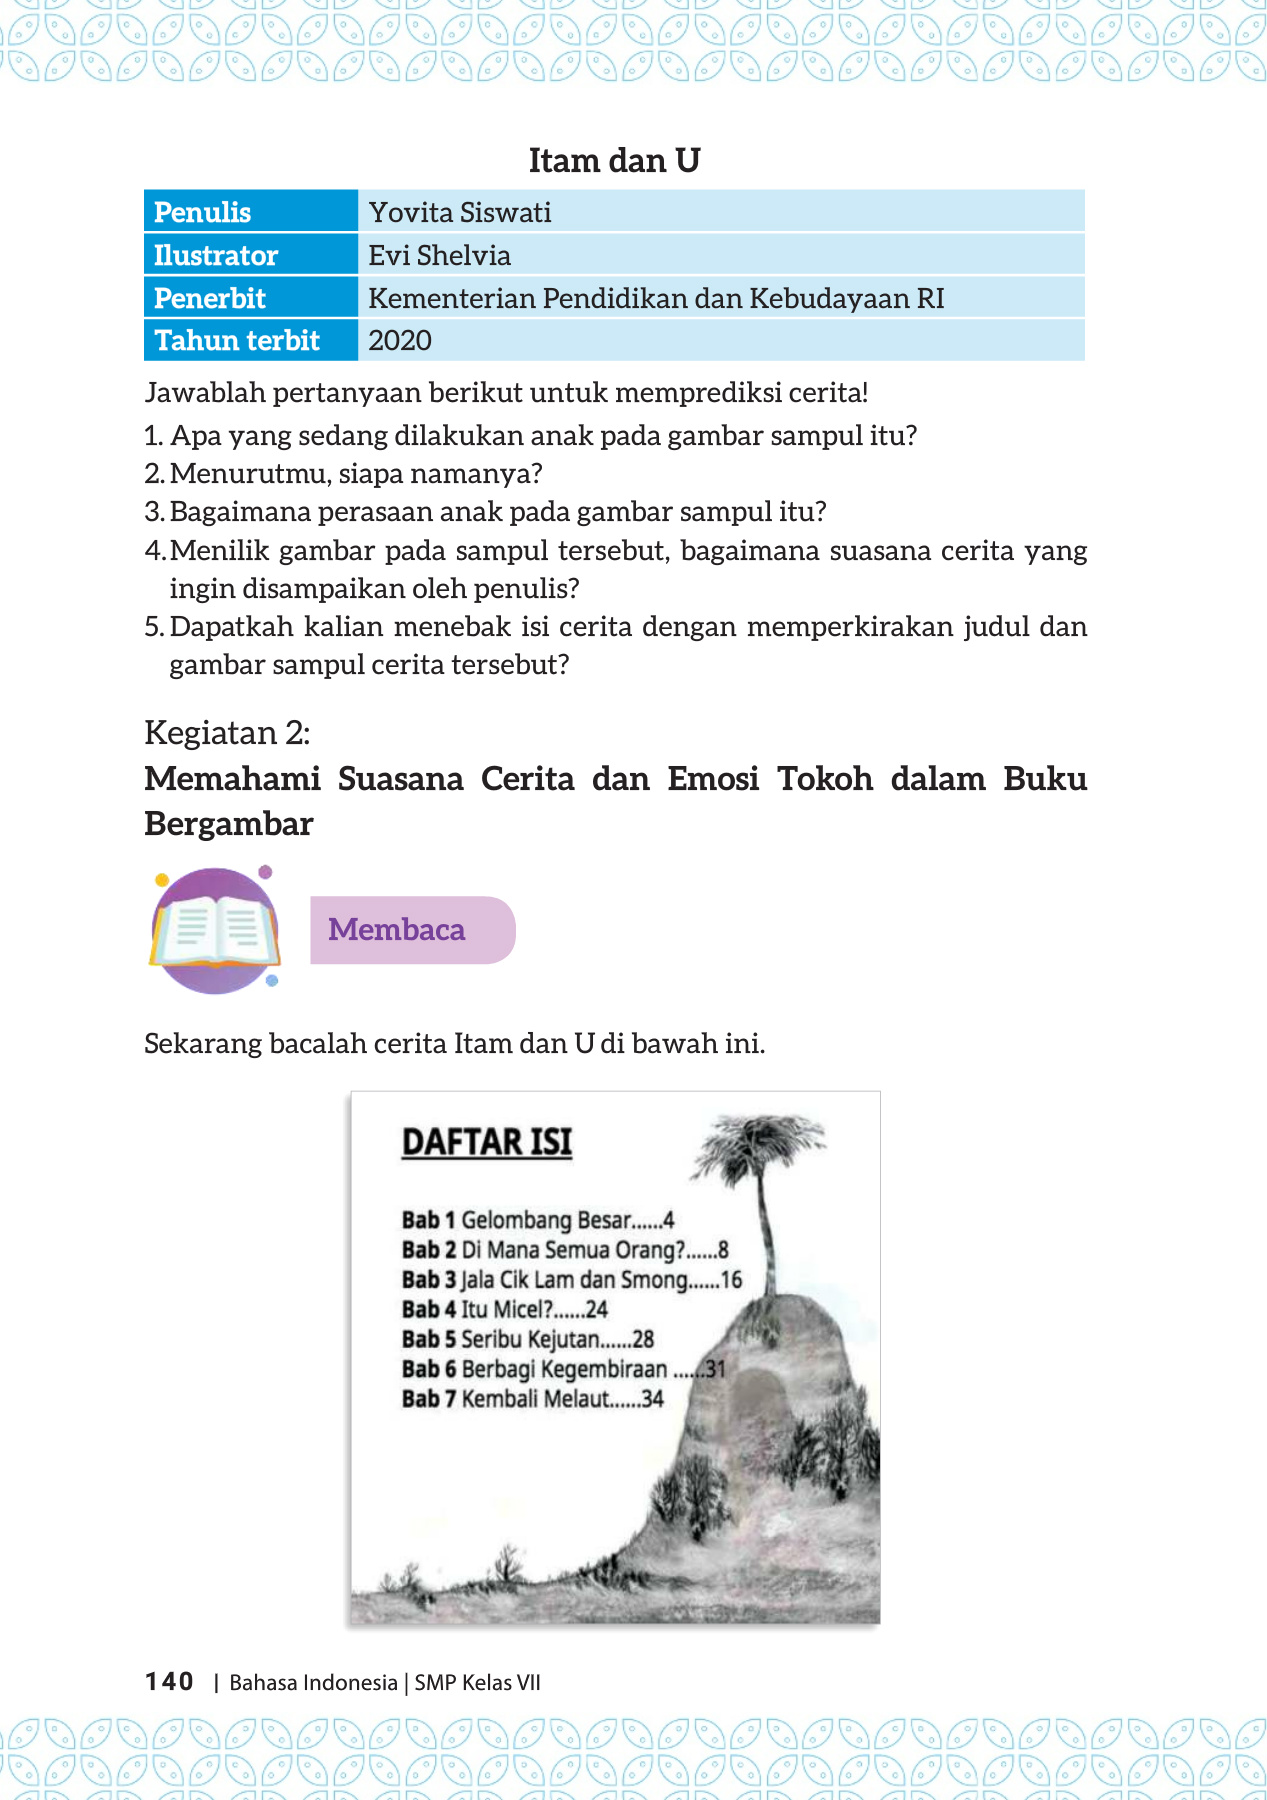 Itam dan U
Penulis Yovita Siswati
Ilustrator Evi Shelvia
Penerbit Kementerian Pendidikan dan Kebudayaan RI
Tahun terbit 2020
Jawablah pertanyaan berikut untuk memprediksi cerita!
1. Apa yang sedang dilakukan anak pada gambar sampul itu?
2. Menurutmu, siapa namanya?
3. Bagaimana perasaan anak pada gambar sampul itu?
4. Menilik gambar pada sampul tersebut, bagaimana suasana cerita yang
ingin disampaikan oleh penulis?
5. Dapatkah kalian menebak isi cerita dengan memperkirakan judul dan
gambar sampul cerita tersebut?
Kegiatan 2:
Memahami Suasana Cerita dan Emosi Tokoh dalam Buku
Bergambar
Membaca
Sekarang bacalah cerita Itam dan U di bawah ini.
DAFTAR ISI
Bab 1 Gelombang Besar......4
Bab 2 Di Mana Semua Orang?......8
Bab 3 Jala Cik Lam dan Smong......16
Bab 4 Itu Micel?......24
Bab 5 Seribu Kejutan......28
Bab 6 Berbagi Kegembiraan ......31
Bab 7 Kembali Melaut......34
140 | Bahasa Indonesia | SMP Kelas VII